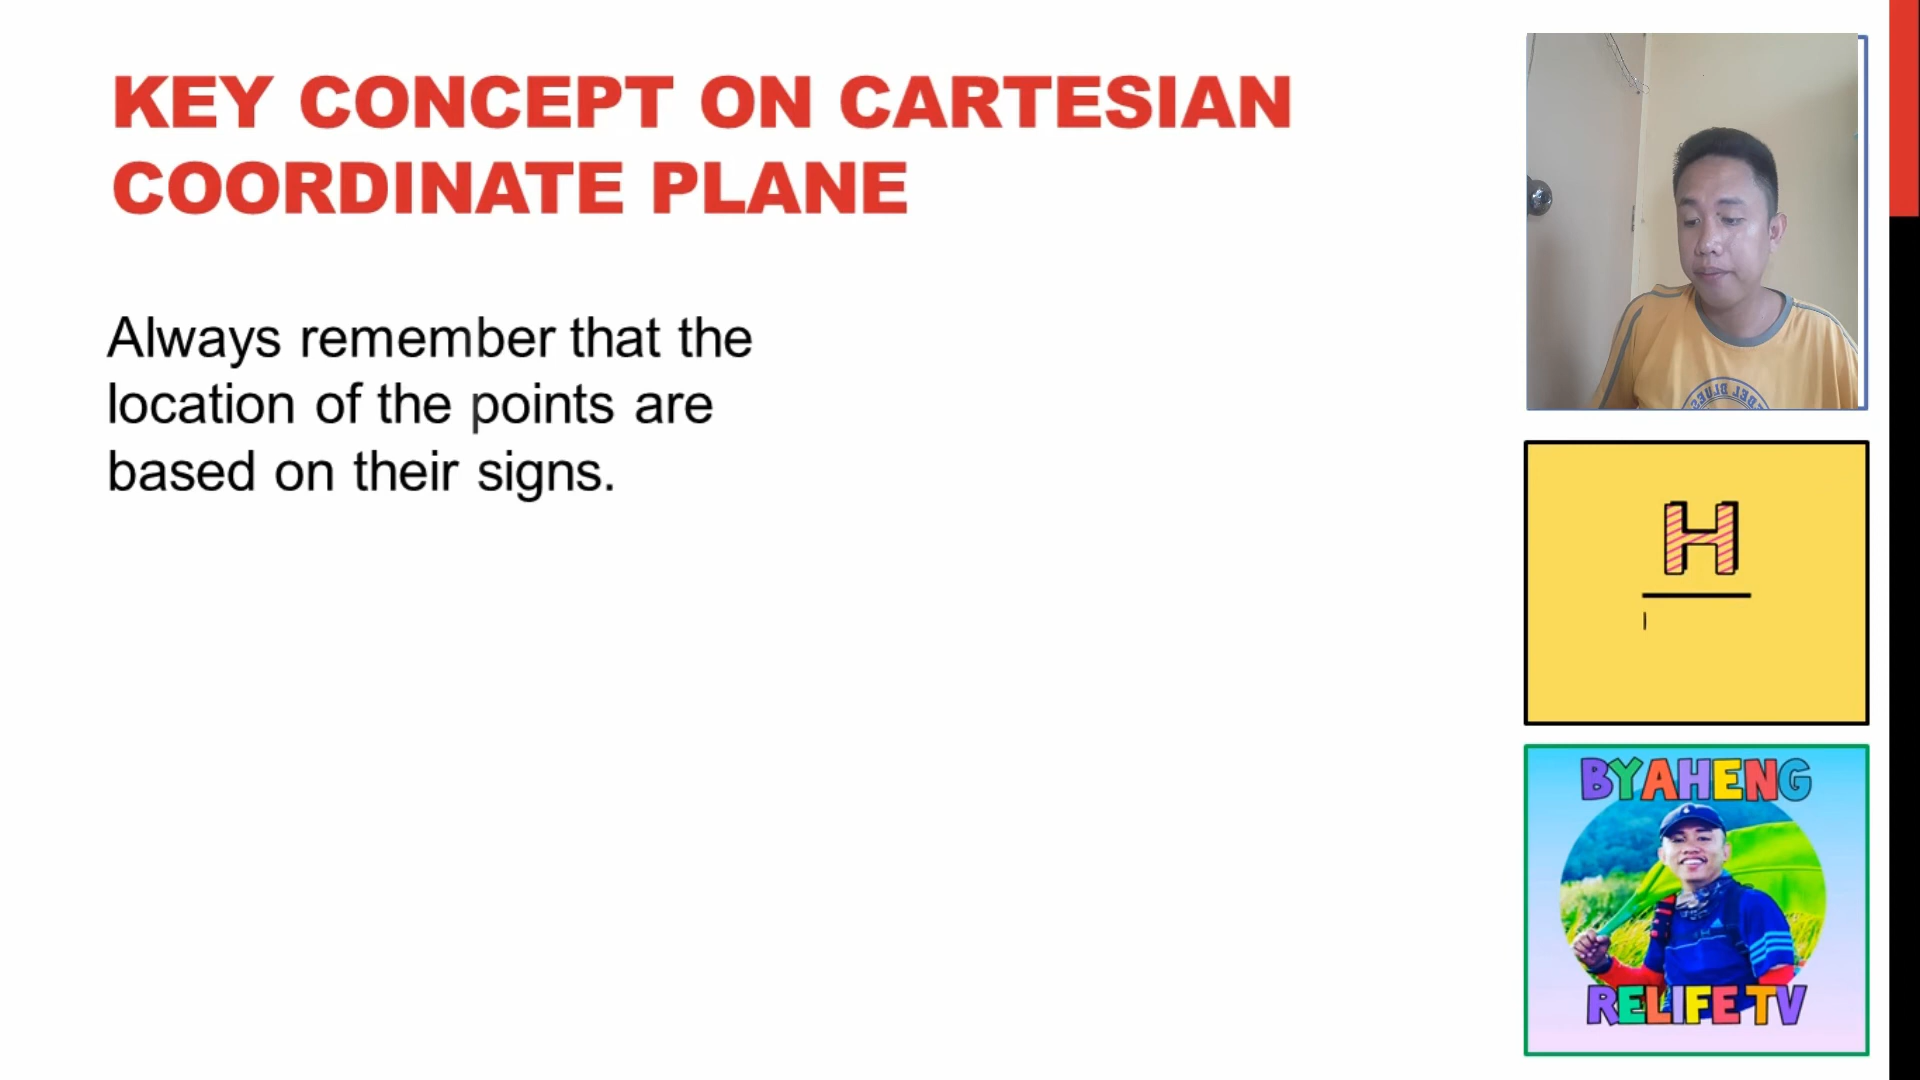 KEY CONCEPT ON CARTESIAN
COORDINATE PLANE
Always remember that the
location of the points are
based on their signs.
H
BYAHENG
RELIFE TV